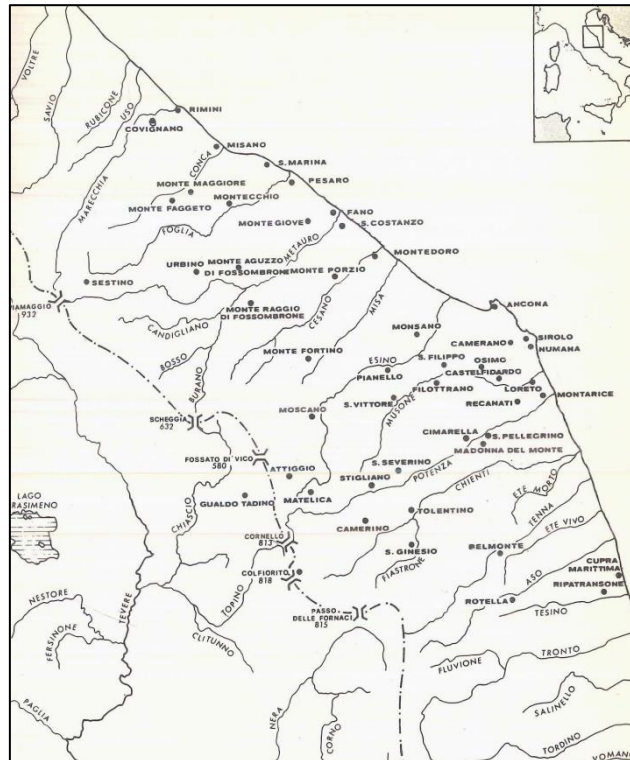 VOLTRE
SAVIO
RUBICONE
USO
RIMINI
COVIGNANO
MISANO
CONCA
S.MARINA
MARECCHIA
MONTE MAGGIORE
PESARO
MONTECCHIO
MONTE FAGGETO
FANO
MONTE GIOVE
S.COSTANZO
FOGLIA
METAURO
MONTEDORO
URBINO
MONTE AGUZZO
DI FOSSOMBRONE
MONTE PORZIO
SESTINO
IAMAGGIO
932
MONTE RAGGIO
DI FOSSOMBRONE
CESANO
MISA
ANCONA
CANDIGLIANO
MONSANO
CAMERANO
SIROLO
NUMANA
BOSSO
MONTE FORTINO
ESINO
S.FILIPPO
OSIMO
PIANELLO
CASTELFIDARDO
BURANO
FILOTTRANO
LORETO
MONTARICE
S.VITTORE
MUSONE
RECANATI
MOSCANO
SCHEGGIA
632
CIMARELLA
S.PELLEGRINO
MADONNA DEL MONTE
FOSSATO DI VICO
580
S.SEVERINO
ATTIGGIO
STIGLIANO
POTENZA
CHIENTI
LAGO
RASIMENO
GUALDO TADINO
MATELICA
ETE MORTO
CHIASCIO
TOLENTINO
TENNA
CAMERINO
ETE VIVO
CORNELLO
813
S.GINESIO
BELMONTE
FIASTRONE
COLFIORITO
818
CUPRA
MARITTIMA
ASO
RIPATRANSONE
NESTORE
TEVERE
TOPINO
ROTELLA
TESINO
PASSO
DELLE FORNACI
815
FERSINONE
CLITUNNO
TRONTO
FLUVIONE
SALINELLO
PAGLIA
NERA
CORNO
TORDINO
VOMANO